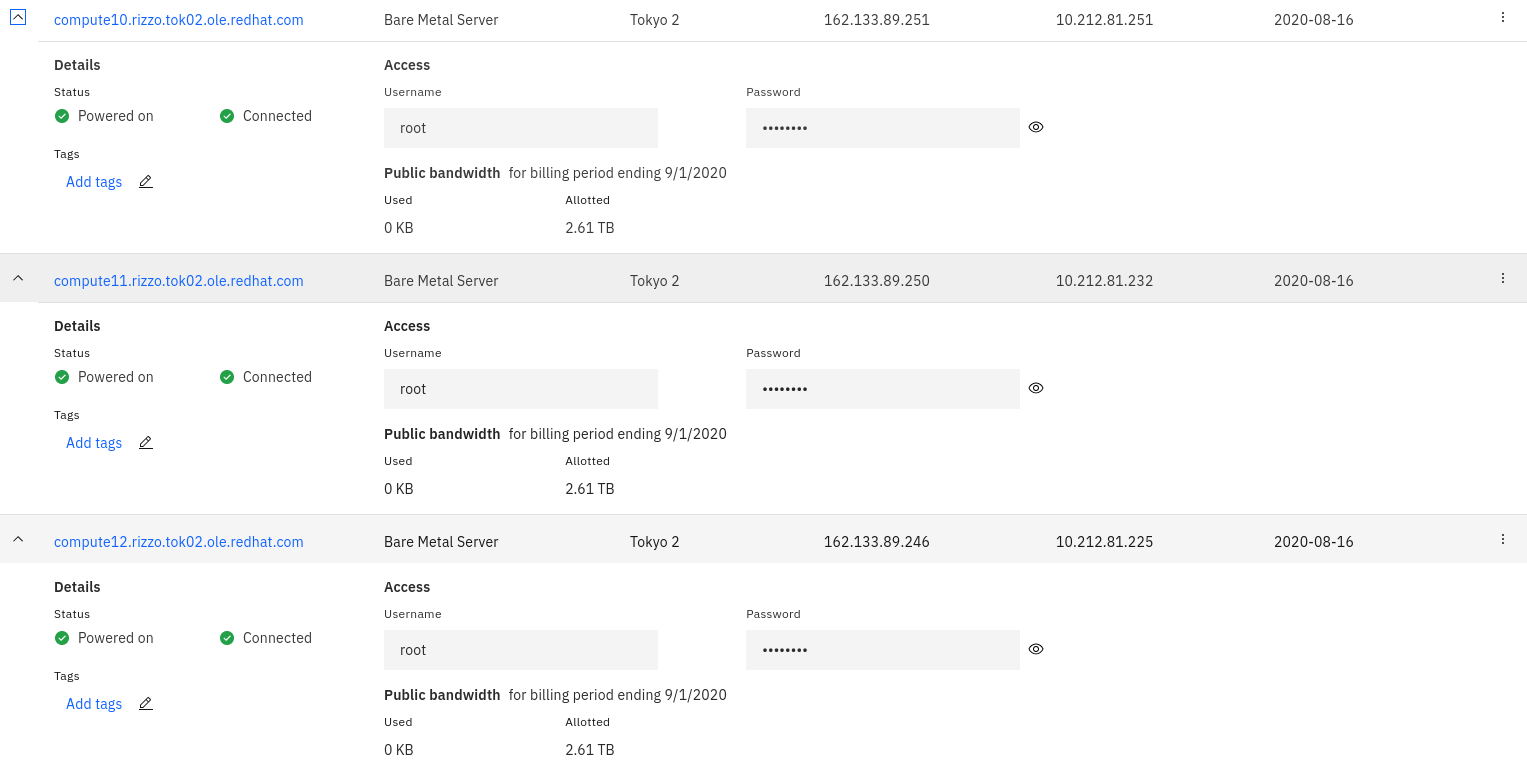 compute10.rizzo.tok02.ole.redhat.com Bare Metal Server Tokyo 2 162.133.89.251 10.212.81.251 2020-08-16
Details Access
Status Username Password
Powered on Connected root ••••••••
Tags
Public bandwidth for billing period ending 9/1/2020
Add tags
Used Allotted
0 KB 2.61 TB
compute11.rizzo.tok02.ole.redhat.com Bare Metal Server Tokyo 2 162.133.89.250 10.212.81.232 2020-08-16
Details Access
Status Username Password
Powered on Connected root ••••••••
Tags
Public bandwidth for billing period ending 9/1/2020
Add tags
Used Allotted
0 KB 2.61 TB
compute12.rizzo.tok02.ole.redhat.com Bare Metal Server Tokyo 2 162.133.89.246 10.212.81.225 2020-08-16
Details Access
Status Username Password
Powered on Connected root ••••••••
Tags
Public bandwidth for billing period ending 9/1/2020
Add tags
Used Allotted
0 KB 2.61 TB